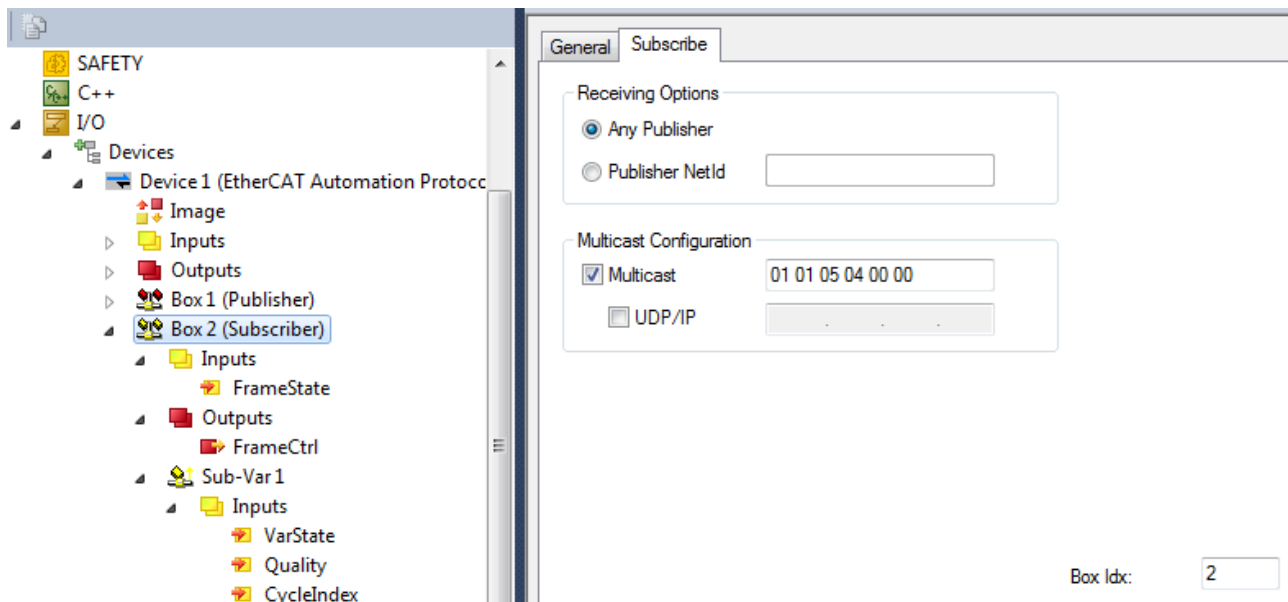 SAFETY
C++
I/O
Devices
Device 1 (EtherCAT Automation Protoc
Image
Inputs
Outputs
Box 1 (Publisher)
Box 2 (Subscriber)
Inputs
FrameState
Outputs
FrameCtrl
Sub-Var 1
Inputs
VarState
Quality
CycleIndex
General
Subscribe
Receiving Options
Any Publisher
Publisher NetId
Multicast Configuration
Multicast 01 01 05 04 00 00
UDP/IP . . .
Box Idx: 2